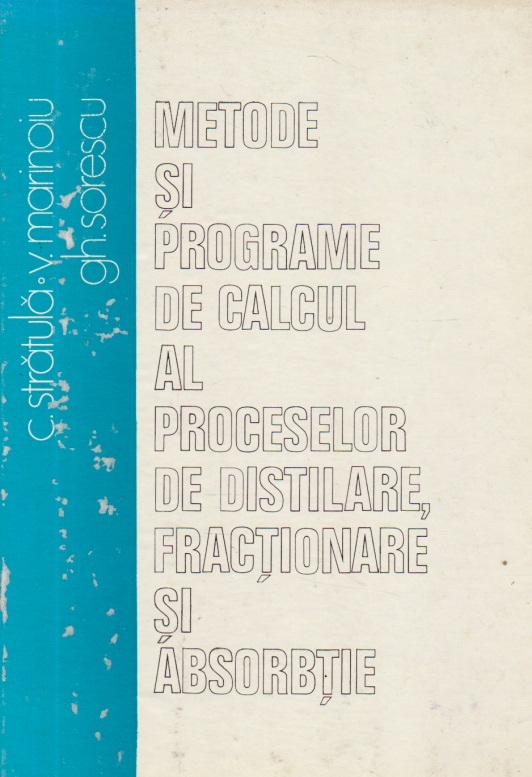 c. strătulă • v. marinoiu
gh. sorescu
METODE
ȘI
PROGRAME
DE CALCUL
AL
PROCESELOR
DE DISTILARE,
FRACȚIONARE
ȘI
ABSORBȚIE